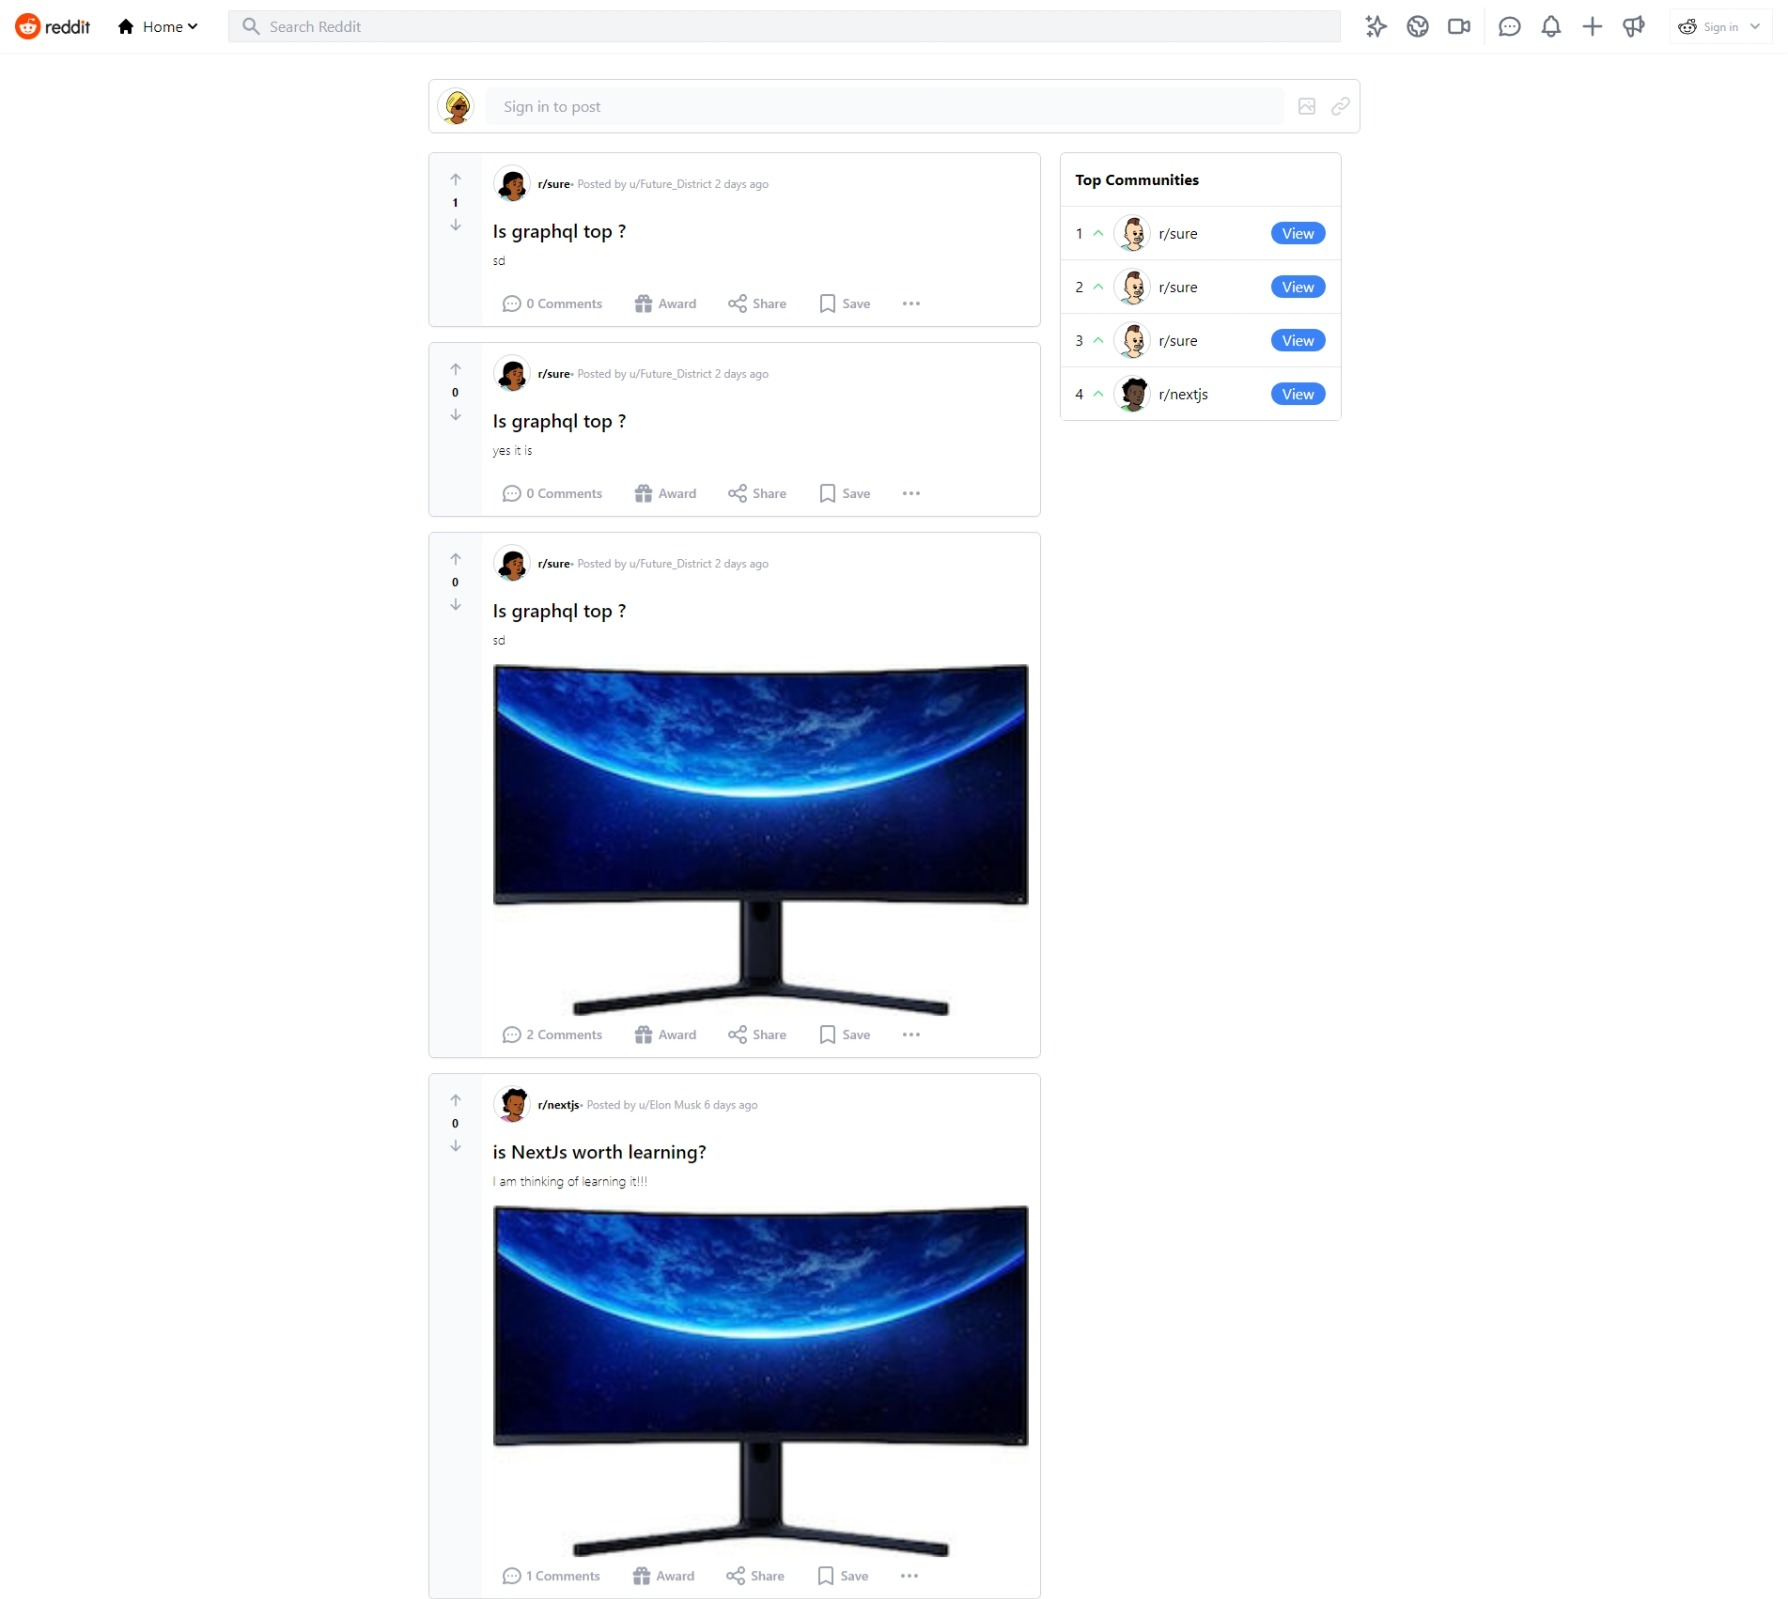 reddit Home Search Reddit Sign in
Sign in to post
1
r/sure• Posted by u/Future_District 2 days ago
Is graphql top ?
sd
0 Comments Award Share Save
0
r/sure• Posted by u/Future_District 2 days ago
Is graphql top ?
yes it is
0 Comments Award Share Save
0
r/sure• Posted by u/Future_District 2 days ago
Is graphql top ?
sd
2 Comments Award Share Save
0
r/nextjs• Posted by u/Elon Musk 6 days ago
is NextJs worth learning?
I am thinking of learning it!!!
1 Comments Award Share Save
Top Communities
1 r/sure View
2 r/sure View
3 r/sure View
4 r/nextjs View